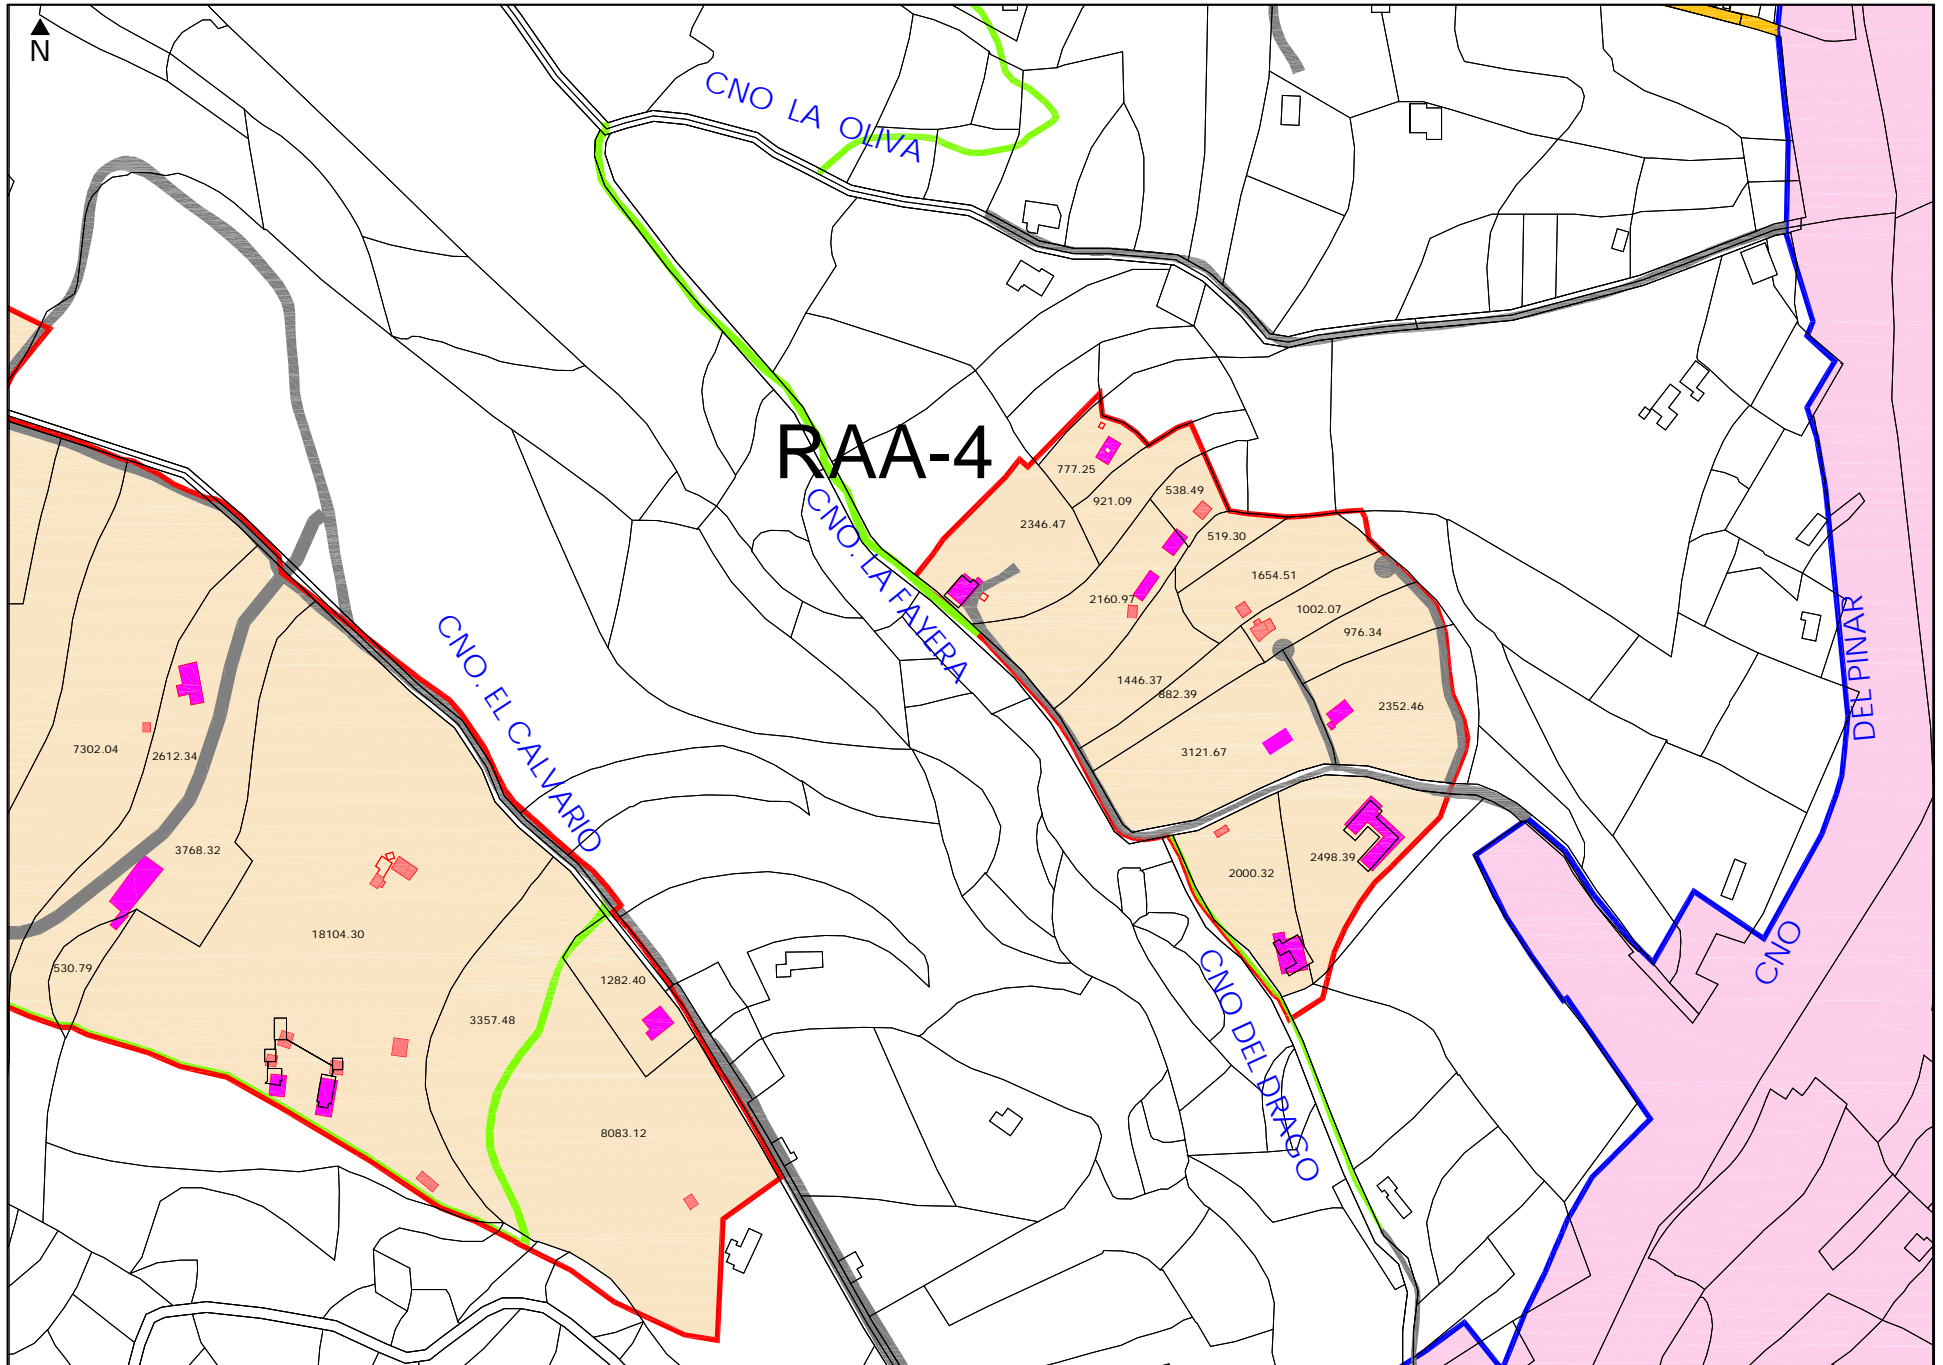 N
CNO LA OLIVA
RAA-4
777.25
538.49
921.09
2346.47
519.30
CNO. LA FAYERA
1654.51
2160.97
1002.07
976.34
CNO. EL CALVARIO
1446.37
882.39
2352.46
DEL PINAR
CNO
7302.04
2612.34
3121.67
3768.32
2498.39
2000.32
18104.30
530.79
1282.40
3357.48
CNO DEL DRAGO
8083.12